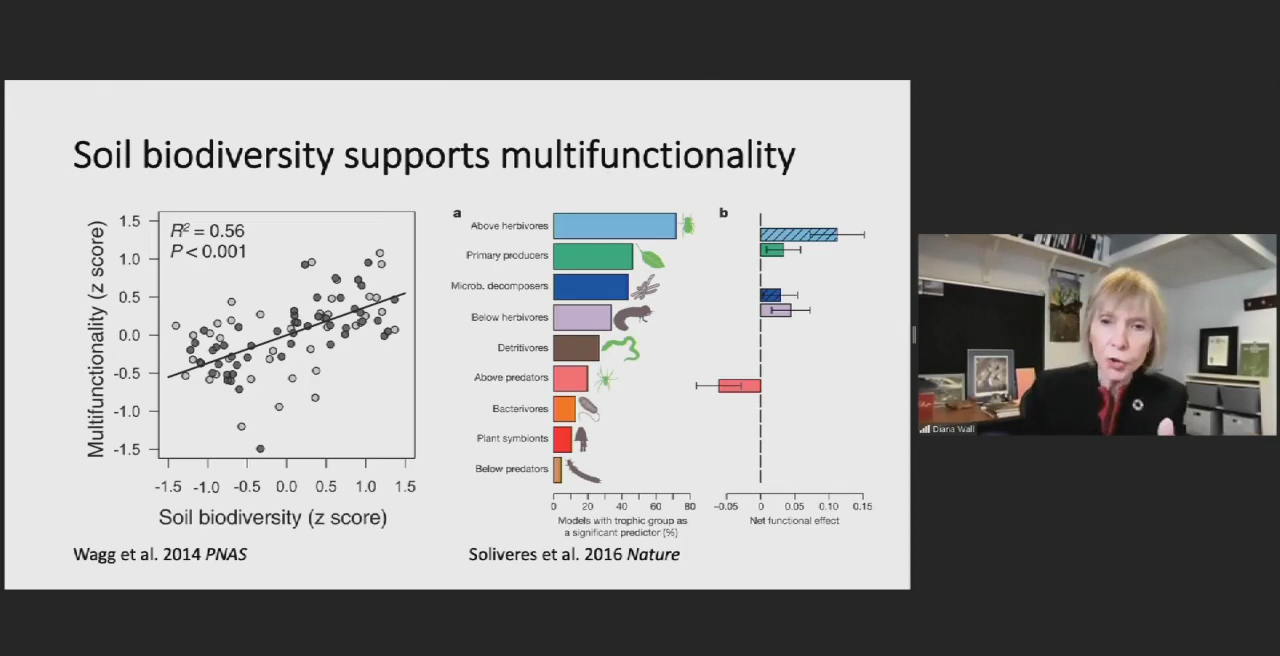 Soil biodiversity supports multifunctionality
R² = 0.56
P < 0.001
Multifunctionality (z score)
1.5
1.0
0.5
0.0
-0.5
-1.0
-1.5
-1.5 -1.0 -0.5 0.0 0.5 1.0 1.5
Soil biodiversity (z score)
Wagg et al. 2014 PNAS
a
Above herbivores
Primary producers
Microb. decomposers
Below herbivores
Detritivores
Above predators
Bacterivores
Plant symbionts
Below predators
0 20 40 60 80
Models with trophic group as
a significant predictor (%)
b
−0.05 0 0.05 0.10 0.15
Net functional effect
Soliveres et al. 2016 Nature
Diana Wall